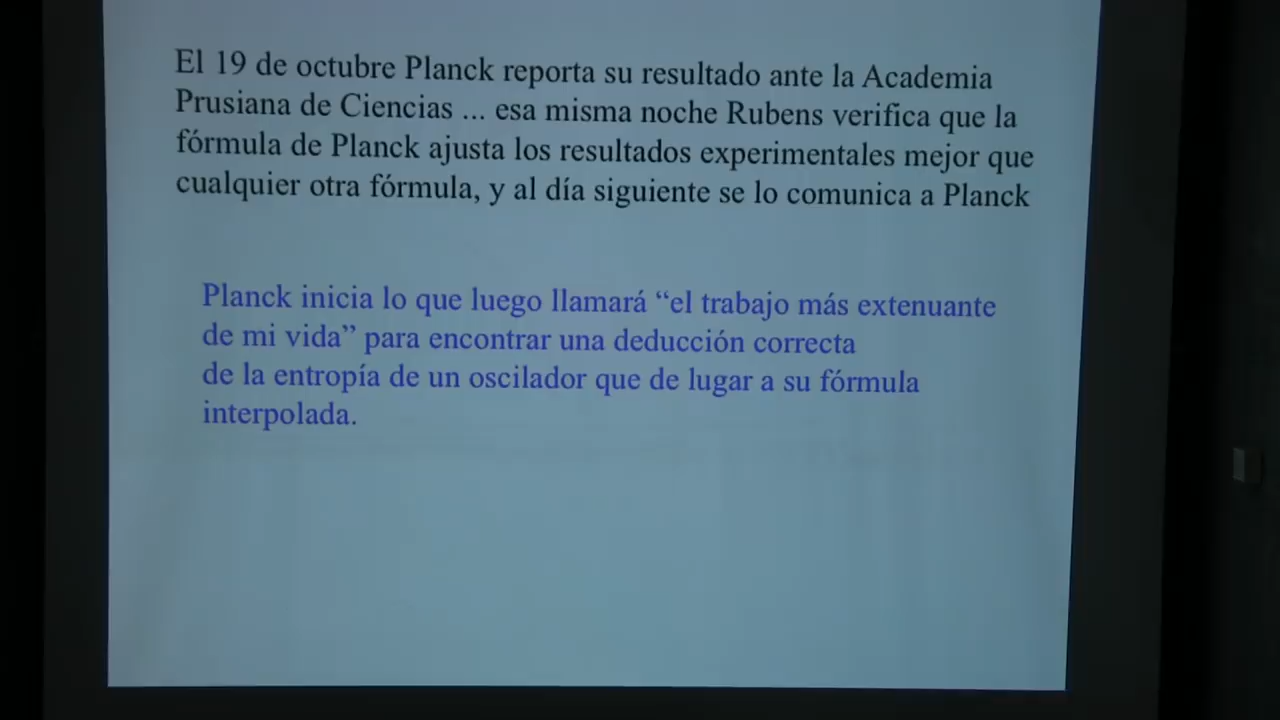 El 19 de octubre Planck reporta su resultado ante la Academia
Prusiana de Ciencias ... esa misma noche Rubens verifica que la
fórmula de Planck ajusta los resultados experimentales mejor que
cualquier otra fórmula, y al día siguiente se lo comunica a Planck
Planck inicia lo que luego llamará “el trabajo más extenuante
de mi vida” para encontrar una deducción correcta
de la entropía de un oscilador que de lugar a su fórmula
interpolada.